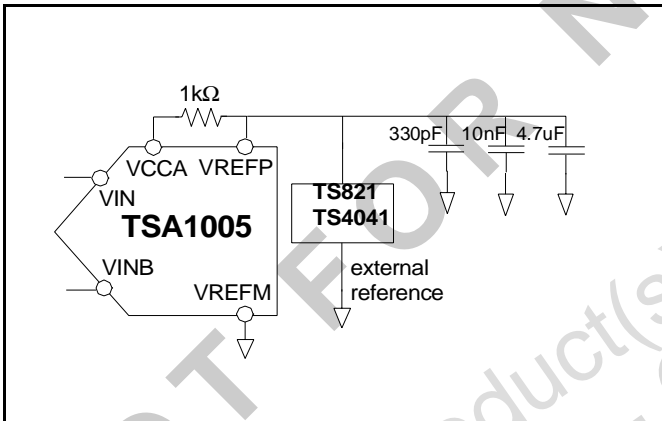 1kΩ
330pF 10nF 4.7uF
VCCA VREFP
VIN
TS821
TS4041
TSA1005
VINB
VREFM
external
reference